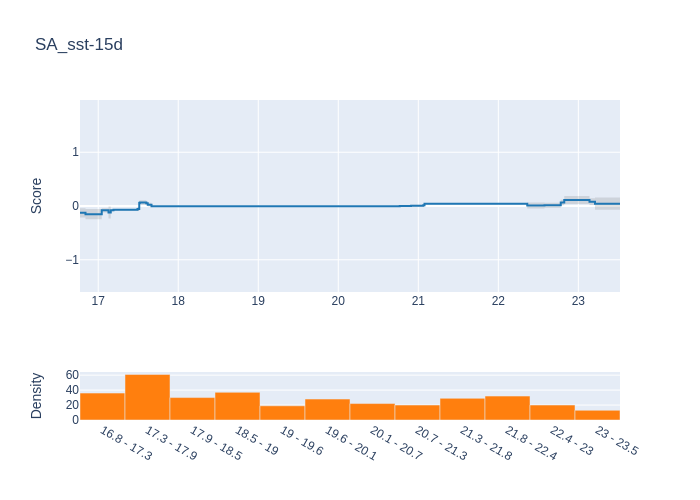 SA_sst-15d
Score
1
0
−1
17 18 19 20 21 22 23
Density
60
40
20
0
16.8 - 17.3
17.3 - 17.9
17.9 - 18.5
18.5 - 19
19 - 19.6
19.6 - 20.1
20.1 - 20.7
20.7 - 21.3
21.3 - 21.8
21.8 - 22.4
22.4 - 23
23 - 23.5